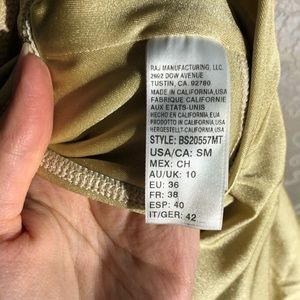 RAJ MANUFACTURING, LLC.
2692 DOW AVENUE
TUSTIN, CA. 92780
MADE IN CALIFORNIA,USA
FABRIQUE CALIFORNIE
AUX ETATS-UNIS
HECHO EN CALIFORNIA,EUA
PRODOTTO IN CALIFORNIA,USA
HERGESTELLT-CALIFORNIA,USA
STYLE: BS20557MT
USA/CA: SM
MEX: CH
AU/UK: 10
EU: 36
FR: 38
ESP: 40
IT/GER: 42